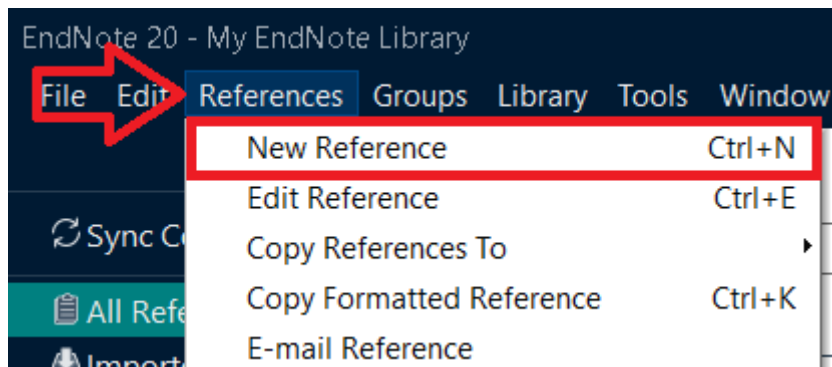 EndNote 20 - My EndNote Library
File Edit References Groups Library Tools Window
New Reference Ctrl+N
Edit Reference Ctrl+E
Sync
Copy References To
All
Copy Formatted Reference Ctrl+K
E-mail Reference